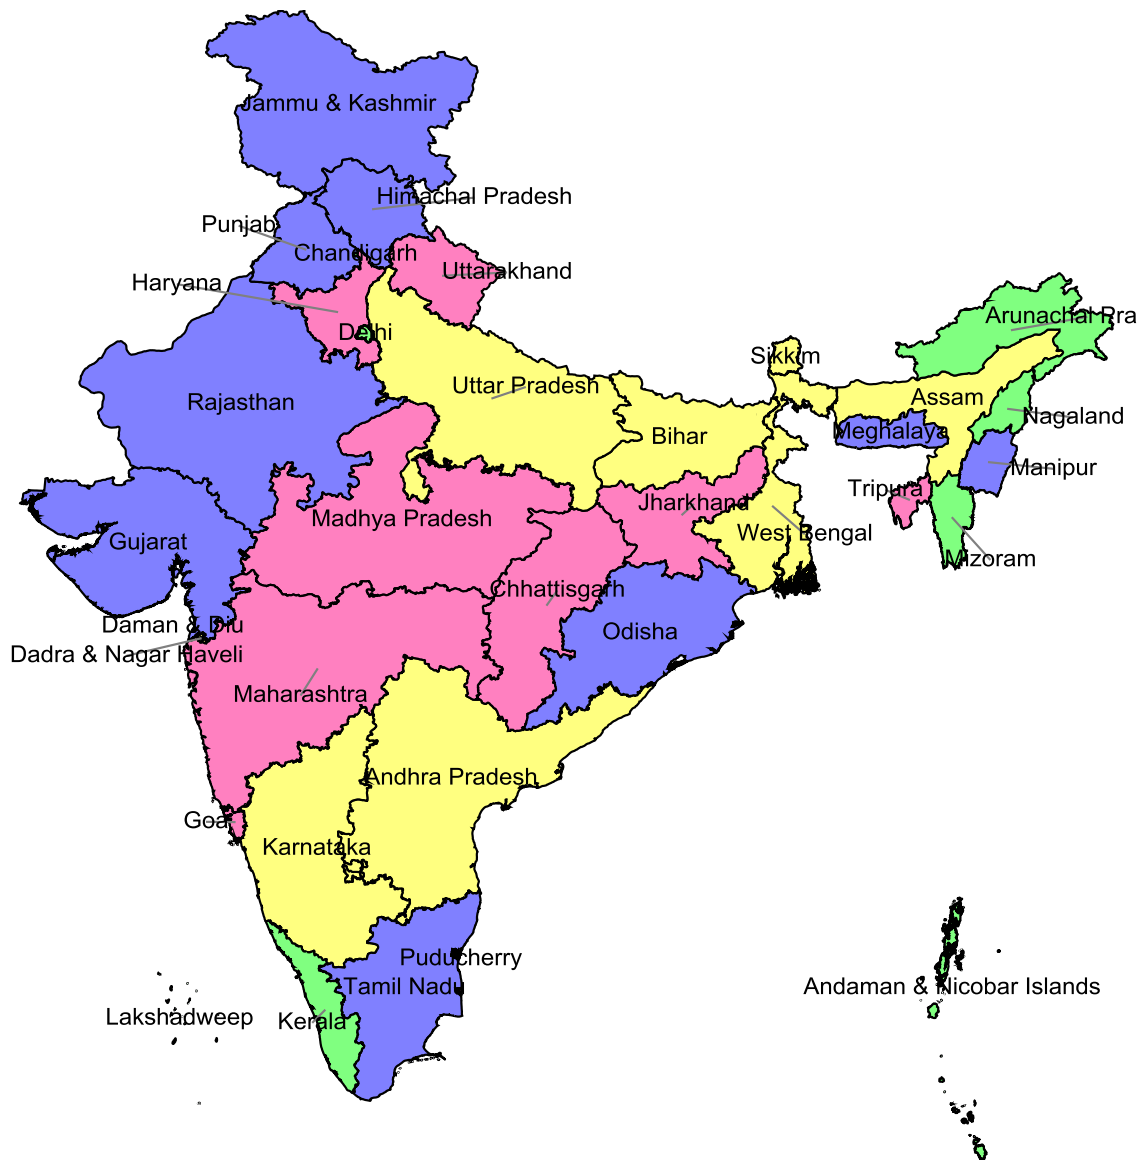 Jammu & Kashmir
Himachal Pradesh
Punjab
Chandigarh
Uttarakhand
Haryana
Arunachal Pra
Delhi
Sikkim
Uttar Pradesh
Assam
Rajasthan
Nagaland
Meghalaya
Bihar
Manipur
Tripura
Jharkhand
Madhya Pradesh
West Bengal
Gujarat
Mizoram
Chhattisgarh
Daman & Diu
Odisha
Dadra & Nagar Haveli
Maharashtra
Andhra Pradesh
Goa
Karnataka
Puducherry
Tamil Nadu
Andaman & Nicobar Islands
Lakshadweep
Kerala